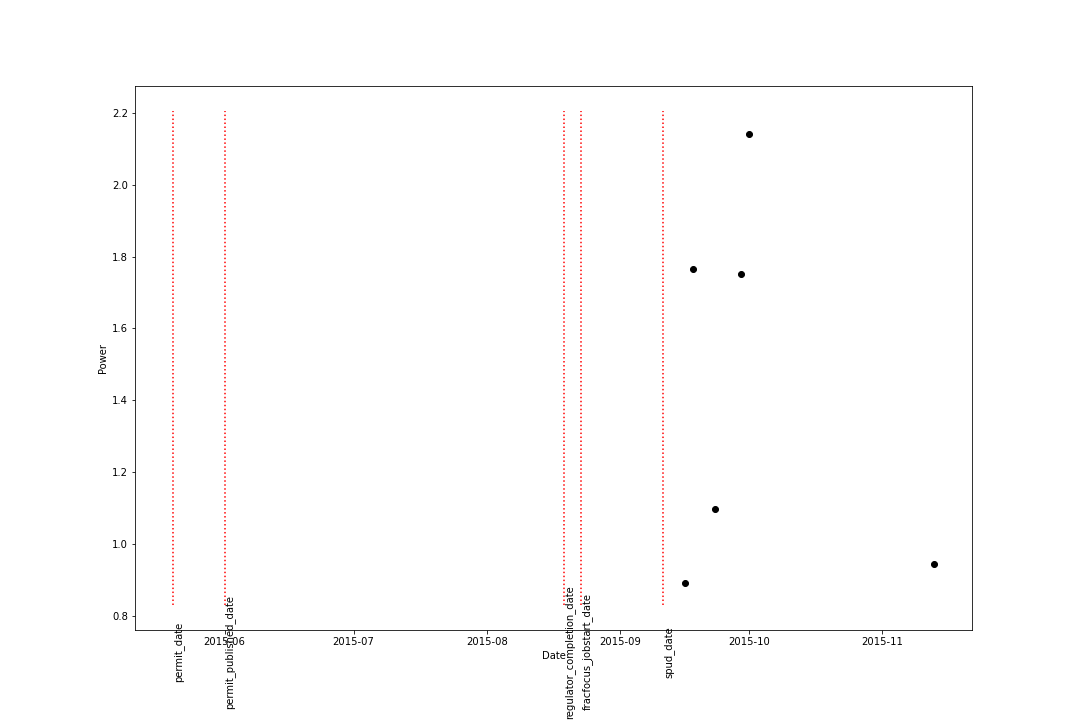 2.2
2.0
1.8
1.6
1.4
1.2
1.0
0.8
Power
2015-06
2015-07
2015-08
2015-09
2015-10
2015-11
Date
permit_date
permit_published_date
regulator_completion_date
fracfocus_jobstart_date
spud_date